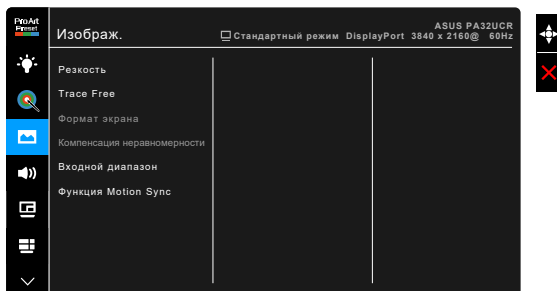 ProArt
Preset
Изображ.
ASUS PA32UCR
Стандартный режим DisplayPort 3840 x 2160@ 60Hz
Резкость
Trace Free
Формат экрана
Компенсация неравномерности
Входной диапазон
Функция Motion Sync